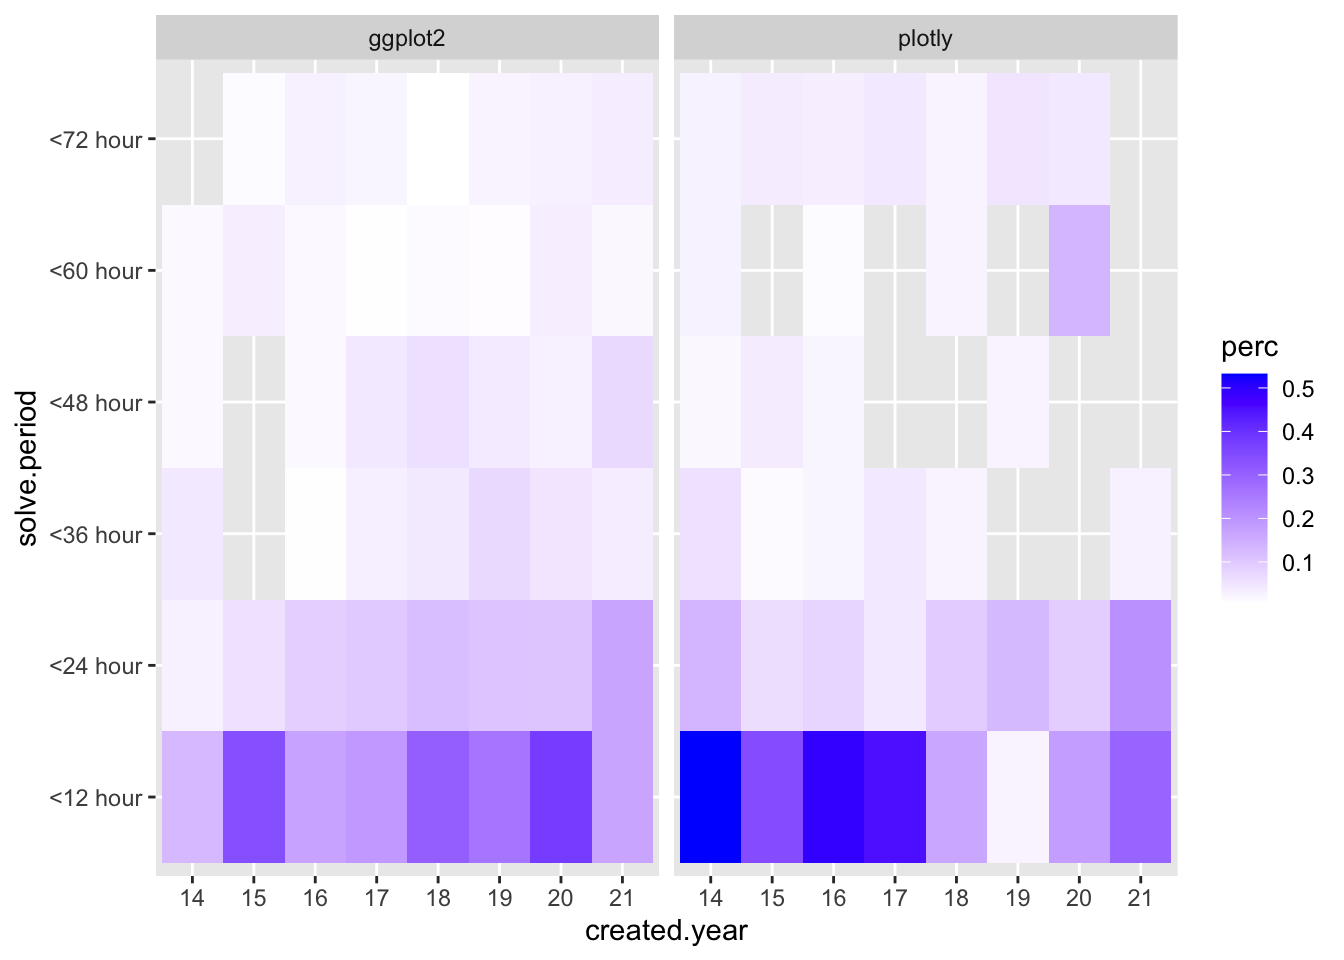 ggplot2 plotly
<72 hour
<60 hour
<48 hour
<36 hour
<24 hour
<12 hour
solve.period
14 15 16 17 18 19 20 21 14 15 16 17 18 19 20 21
created.year
perc
0.5
0.4
0.3
0.2
0.1